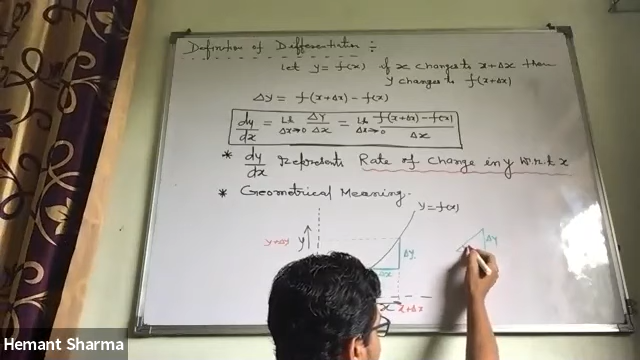 Definition of Differentiation :
Let y = f(x) if x changes to x+Δx then
y changes to f(x+Δx)
Δy = f(x+Δx) - f(x)
dy/dx = Lt Δx→0 Δy/Δx = Lt Δx→0 f(x+Δx) - f(x) / Δx
* dy/dx represents Rate of change in y w.r.t x
* Geometrical Meaning.
y = f(x)
y+Δy y Δy Δy
Δx
x x+Δx
Hemant Sharma